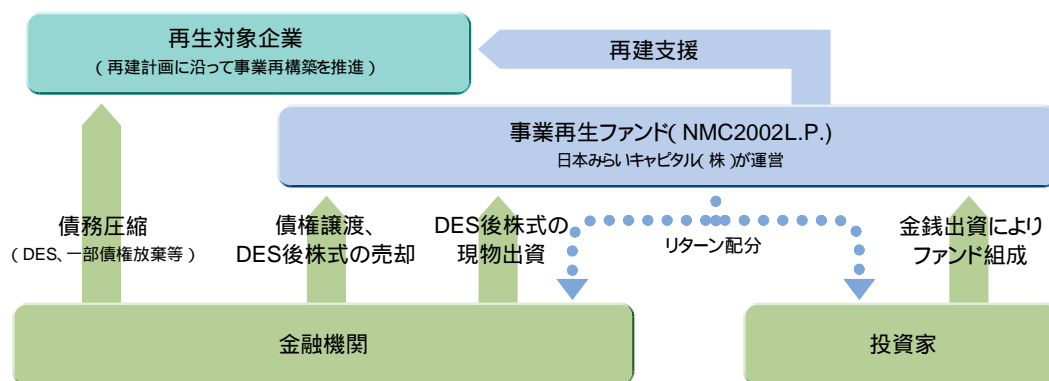 再生対象企業
(再建計画に沿って事業再構築を推進)
再建支援
事業再生ファンド(NMC2002L.P.)
日本みらいキャピタル(株)が運営
債務圧縮
(DES、一部債権放棄等)
債権譲渡、
DES後株式の売却
DES後株式の
現物出資
リターン配分
金銭出資により
ファンド組成
金融機関
投資家